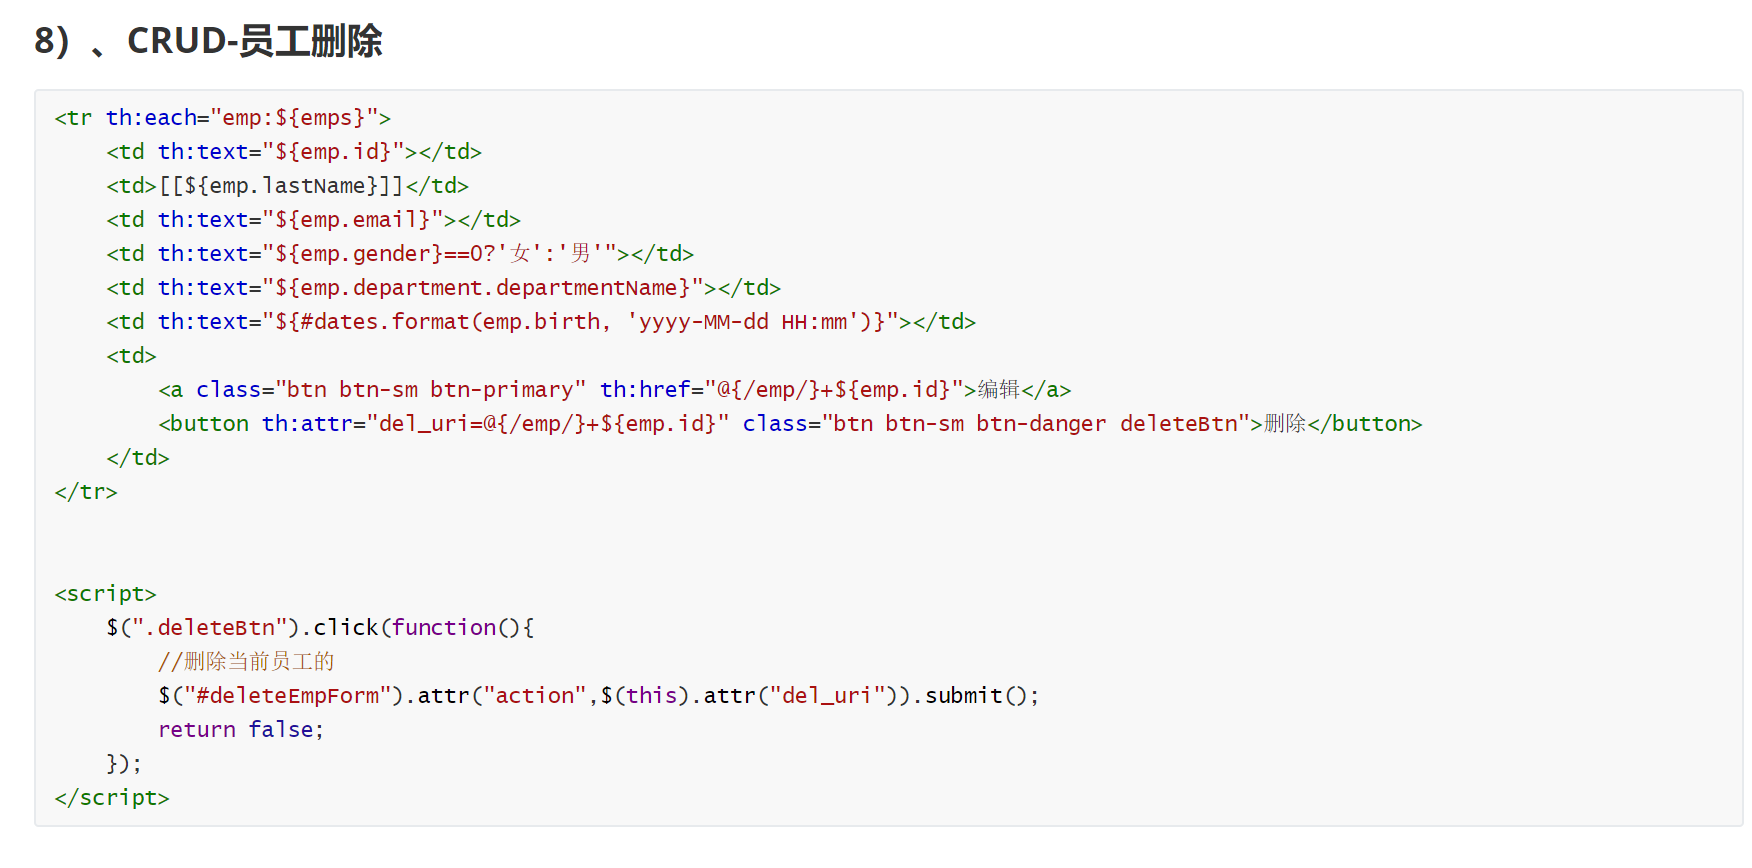 8）、CRUD-员工删除
<tr th:each="emp:${emps}">
    <td th:text="${emp.id}"></td>
    <td>[[${emp.lastName}]]</td>
    <td th:text="${emp.email}"></td>
    <td th:text="${emp.gender}==0?'女':'男'"></td>
    <td th:text="${emp.department.departmentName}"></td>
    <td th:text="${#dates.format(emp.birth, 'yyyy-MM-dd HH:mm')}"></td>
    <td>
        <a class="btn btn-sm btn-primary" th:href="@{/emp/}+${emp.id}">编辑</a>
        <button th:attr="del_uri=@{/emp/}+${emp.id}" class="btn btn-sm btn-danger deleteBtn">删除</button>
    </td>
</tr>
<script>
    $(".deleteBtn").click(function(){
        //删除当前员工的
        $("#deleteEmpForm").attr("action",$(this).attr("del_uri")).submit();
        return false;
    });
</script>